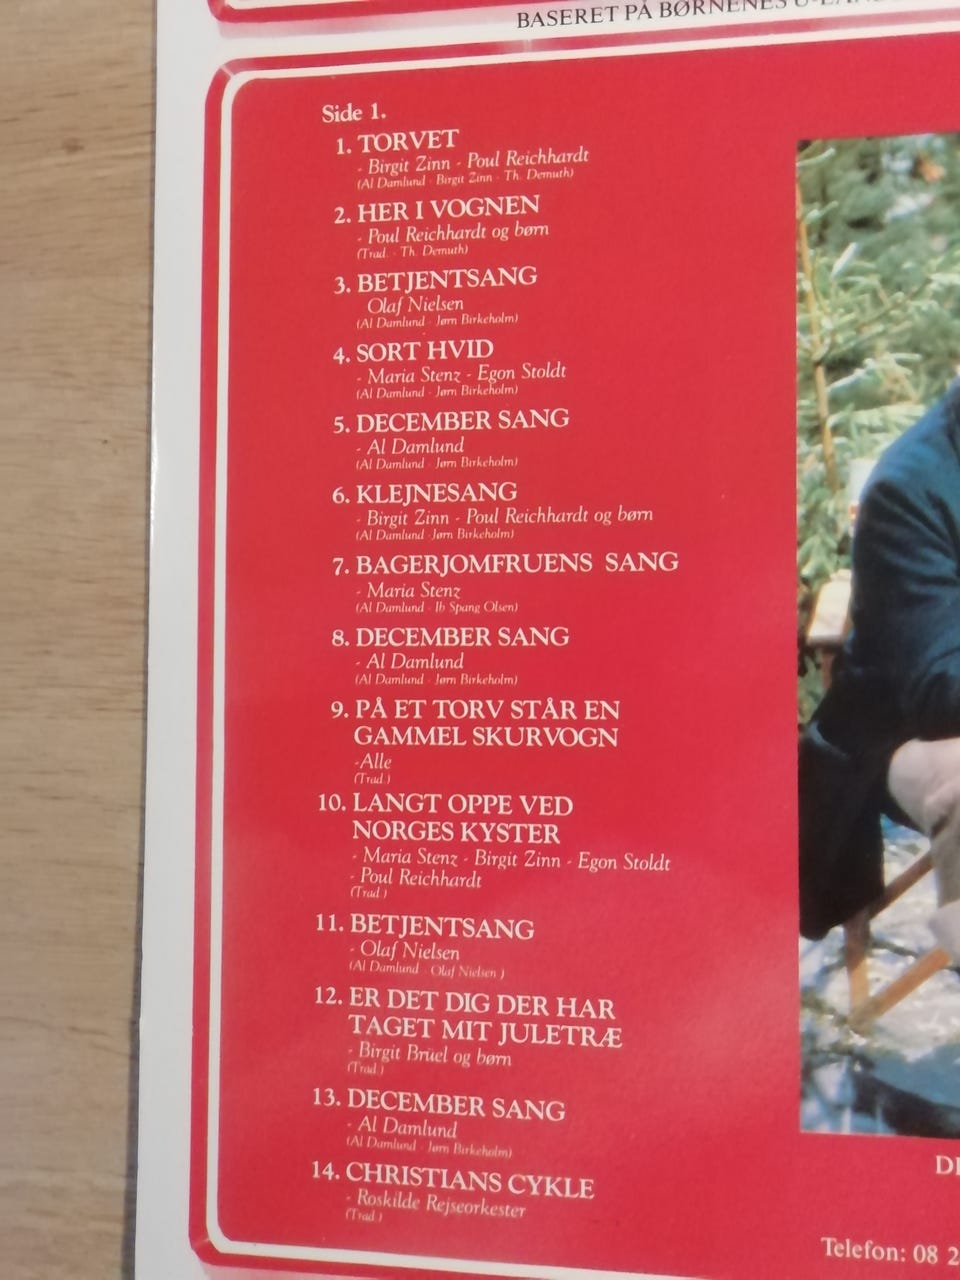 BASERET PÅ BØRNENES U-LANDS
Side 1.
1. TORVET
- Birgit Zinn - Poul Reichhardt
(Al Damlund - Birgit Zinn - Th. Demuth)
2. HER I VOGNEN
- Poul Reichhardt og børn
(Trad. - Th. Demuth)
3. BETJENTSANG
Olaf Nielsen
(Al Damlund - Jørn Birkeholm)
4. SORT HVID
- Maria Stenz - Egon Stoldt
(Al Damlund - Jørn Birkeholm)
5. DECEMBER SANG
- Al Damlund
(Al Damlund - Jørn Birkeholm)
6. KLEJNESANG
- Birgit Zinn - Poul Reichhardt og børn
(Al Damlund - Jørn Birkeholm)
7. BAGERJOMFRUENS SANG
- Maria Stenz
(Al Damlund - Ib Spang Olsen)
8. DECEMBER SANG
- Al Damlund
(Al Damlund - Jørn Birkeholm)
9. PÅ ET TORV STÅR EN
GAMMEL SKURVOGN
-Alle
(Trad.)
10. LANGT OPPE VED
NORGES KYSTER
- Maria Stenz - Birgit Zinn - Egon Stoldt
- Poul Reichhardt
(Trad.)
11. BETJENTSANG
- Olaf Nielsen
(Al Damlund - Olaf Nielsen)
12. ER DET DIG DER HAR
TAGET MIT JULETRÆ
- Birgit Brüel og børn
(Trad.)
13. DECEMBER SANG
- Al Damlund
(Al Damlund - Jørn Birkeholm)
14. CHRISTIANS CYKLE
- Roskilde Rejseorkester
(Trad.)
Telefon: 08 2